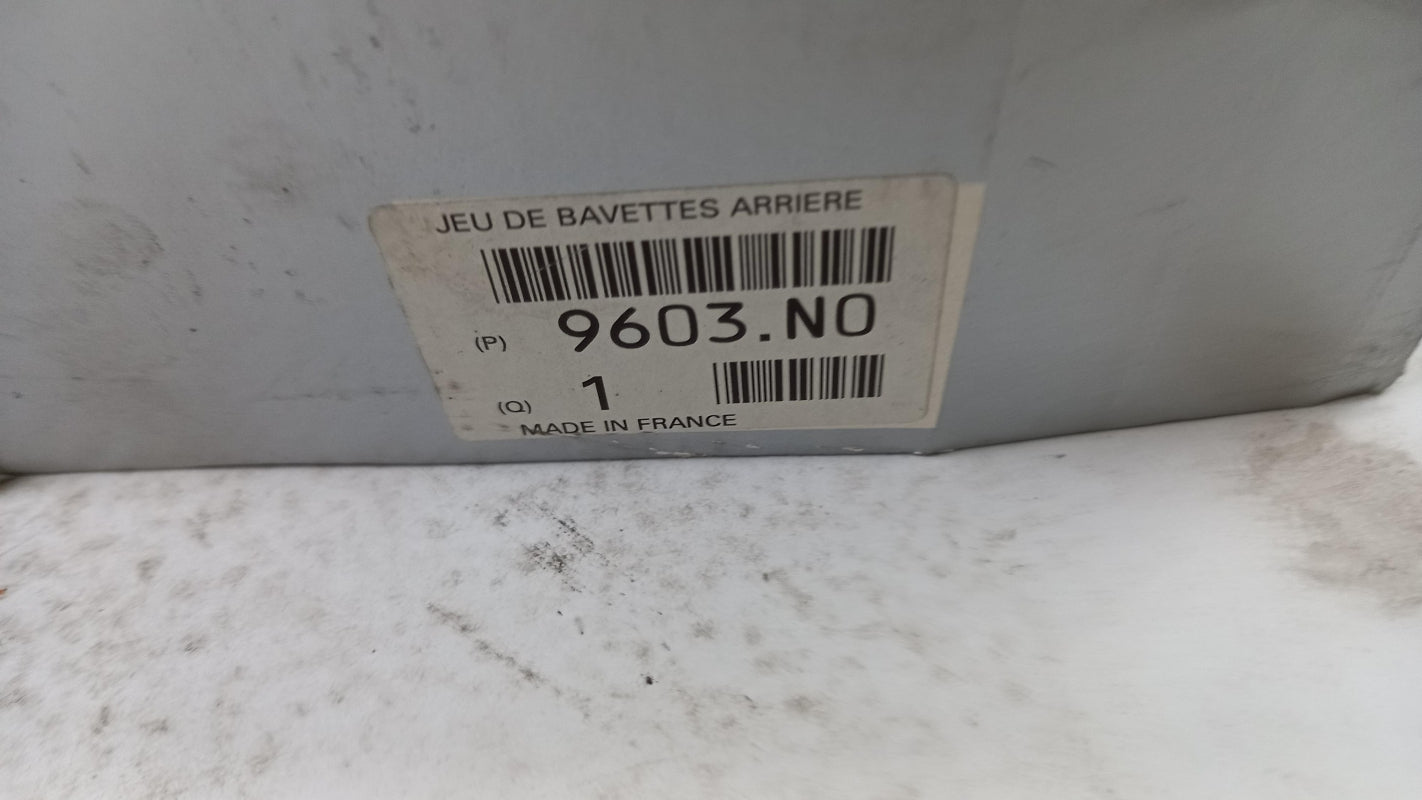 JEU DE BAVETTES ARRIERE
(P) 9603.N0
(Q) 1
MADE IN FRANCE